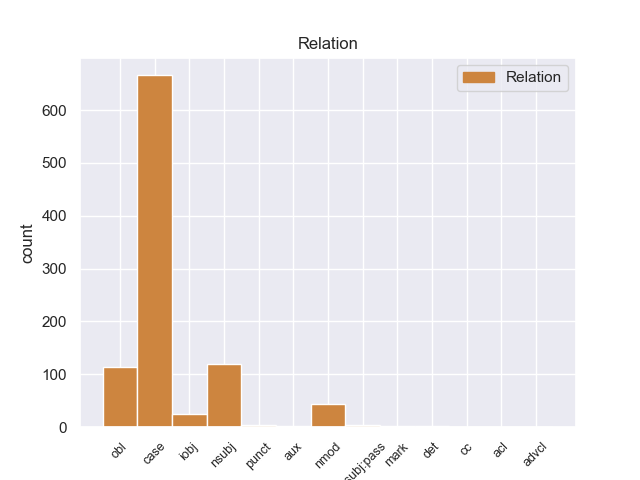 Relation
Relation
count
600
500
400
300
200
100
0
obl
case
iobj
nsubj
punct
aux
nmod
subj:pass
mark
det
cc
acl
advcl